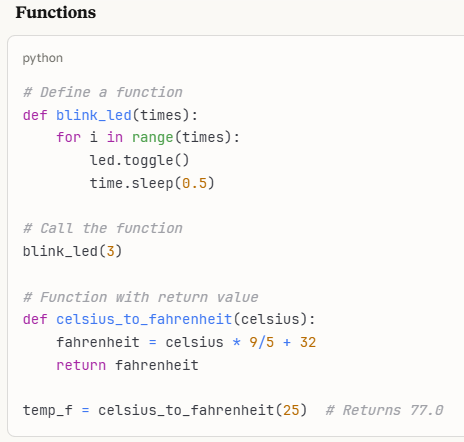 Functions
python
# Define a function
def blink_led(times):
    for i in range(times):
        led.toggle()
        time.sleep(0.5)
# Call the function
blink_led(3)
# Function with return value
def celsius_to_fahrenheit(celsius):
    fahrenheit = celsius * 9/5 + 32
    return fahrenheit
temp_f = celsius_to_fahrenheit(25)  # Returns 77.0